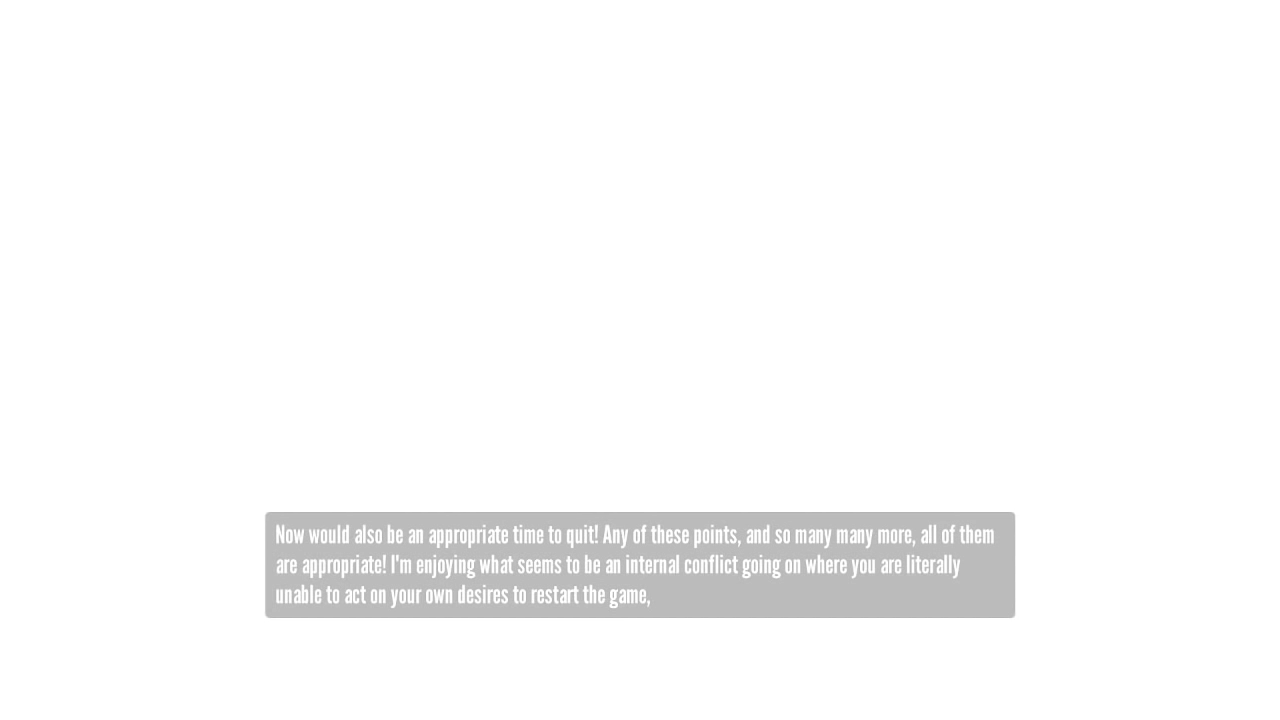 Now would also be an appropriate time to quit! Any of these points, and so many many more, all of them
are appropriate! I'm enjoying what seems to be an internal conflict going on where you are literally
unable to act on your own desires to restart the game,